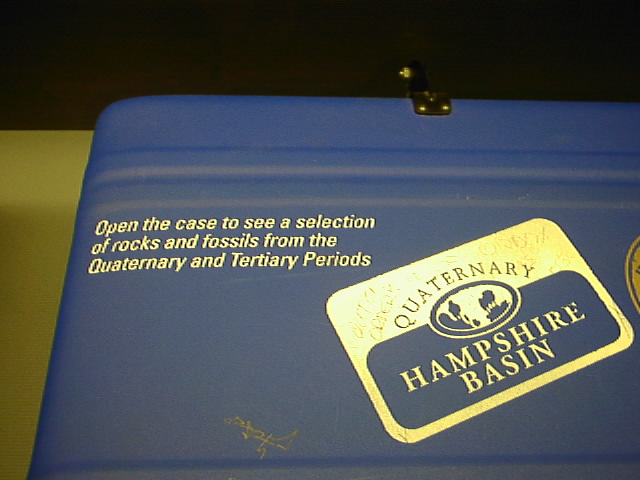 Open the case to see a selection
of rocks and fossils from the
Quaternary and Tertiary Periods
QUATERNARY
HAMPSHIRE
BASIN